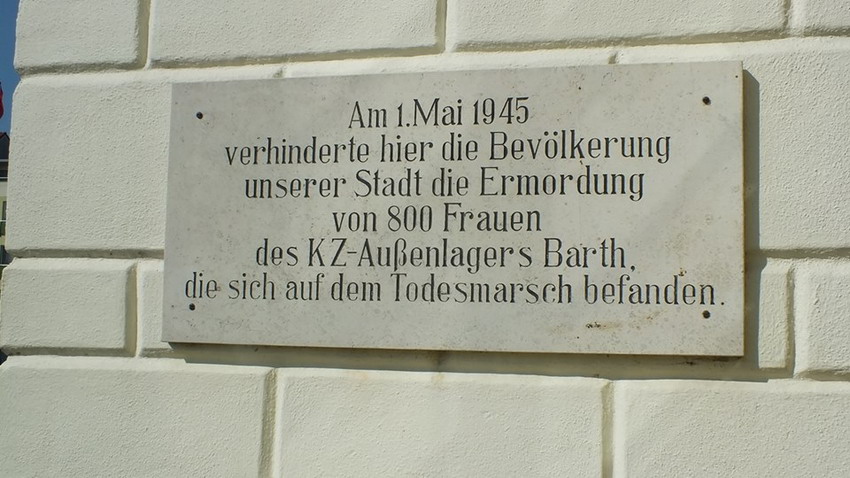 Am 1. Mai 1945
verhinderte hier die Bevölkerung
unserer Stadt die Ermordung
von 800 Frauen
des KZ-Außenlagers Barth,
die sich auf dem Todesmarsch befanden.